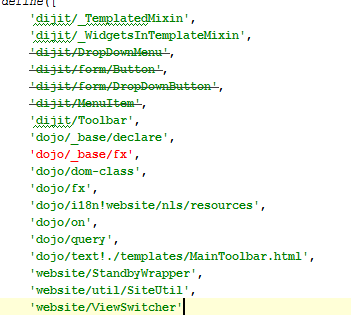 define([
'dijit/_TemplatedMixin',
'dijit/_WidgetsInTemplateMixin',
'dijit/DropDownMenu',
'dijit/form/Button',
'dijit/form/DropDownButton',
'dijit/MenuItem',
'dijit/Toolbar',
'dojo/_base/declare',
'dojo/_base/fx',
'dojo/dom-class',
'dojo/fx',
'dojo/i18n!website/nls/resources',
'dojo/on',
'dojo/query',
'dojo/text!./templates/MainToolbar.html',
'website/StandbyWrapper',
'website/util/SiteUtil',
'website/ViewSwitcher'